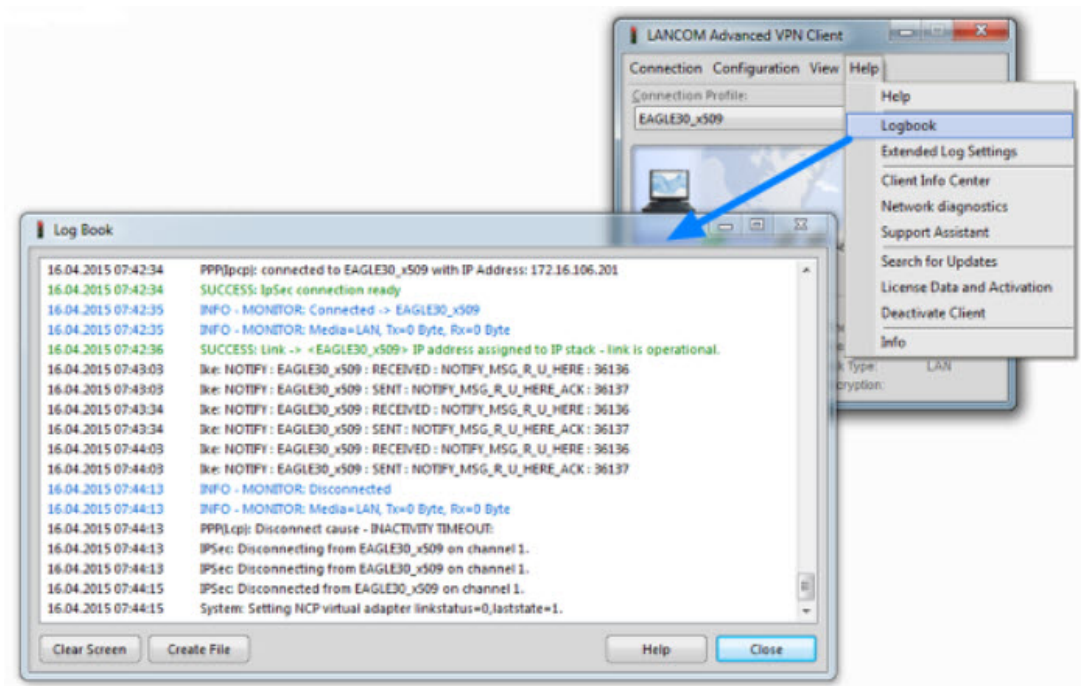 LANCOM Advanced VPN Client
Connection Configuration View Help
Connection Profile:
EAGLE30_x509
Help
Logbook
Extended Log Settings
Client Info Center
Network diagnostics
Support Assistant
Search for Updates
License Data and Activation
Deactivate Client
Info
Type: LAN
Log Book
16.04.2015 07:42:34 PPP(Ipcp): connected to EAGLE30_x509 with IP Address: 172.16.106.201
16.04.2015 07:42:34 SUCCESS: IpSec connection ready
16.04.2015 07:42:35 INFO - MONITOR: Connected -> EAGLE30_x509
16.04.2015 07:42:35 INFO - MONITOR: Media=LAN, Tx=0 Byte, Rx=0 Byte
16.04.2015 07:42:36 SUCCESS: Link -> <EAGLE30_x509> IP address assigned to IP stack - link is operational.
16.04.2015 07:43:03 Ike: NOTIFY : EAGLE30_x509 : RECEIVED : NOTIFY_MSG_R_U_HERE : 36136
16.04.2015 07:43:03 Ike: NOTIFY : EAGLE30_x509 : SENT : NOTIFY_MSG_R_U_HERE_ACK : 36137
16.04.2015 07:43:34 Ike: NOTIFY : EAGLE30_x509 : RECEIVED : NOTIFY_MSG_R_U_HERE : 36136
16.04.2015 07:43:34 Ike: NOTIFY : EAGLE30_x509 : SENT : NOTIFY_MSG_R_U_HERE_ACK : 36137
16.04.2015 07:44:03 Ike: NOTIFY : EAGLE30_x509 : RECEIVED : NOTIFY_MSG_R_U_HERE : 36136
16.04.2015 07:44:03 Ike: NOTIFY : EAGLE30_x509 : SENT : NOTIFY_MSG_R_U_HERE_ACK : 36137
16.04.2015 07:44:13 INFO - MONITOR: Disconnected
16.04.2015 07:44:13 INFO - MONITOR: Media=LAN, Tx=0 Byte, Rx=0 Byte
16.04.2015 07:44:13 PPP(Lcp): Disconnect cause - INACTIVITY TIMEOUT:
16.04.2015 07:44:13 IPSec: Disconnecting from EAGLE30_x509 on channel 1.
16.04.2015 07:44:13 IPSec: Disconnecting from EAGLE30_x509 on channel 1.
16.04.2015 07:44:15 IPSec: Disconnected from EAGLE30_x509 on channel 1.
16.04.2015 07:44:15 System: Setting NCP virtual adapter linkstatus=0,laststate=1.
Clear Screen Create File Help Close